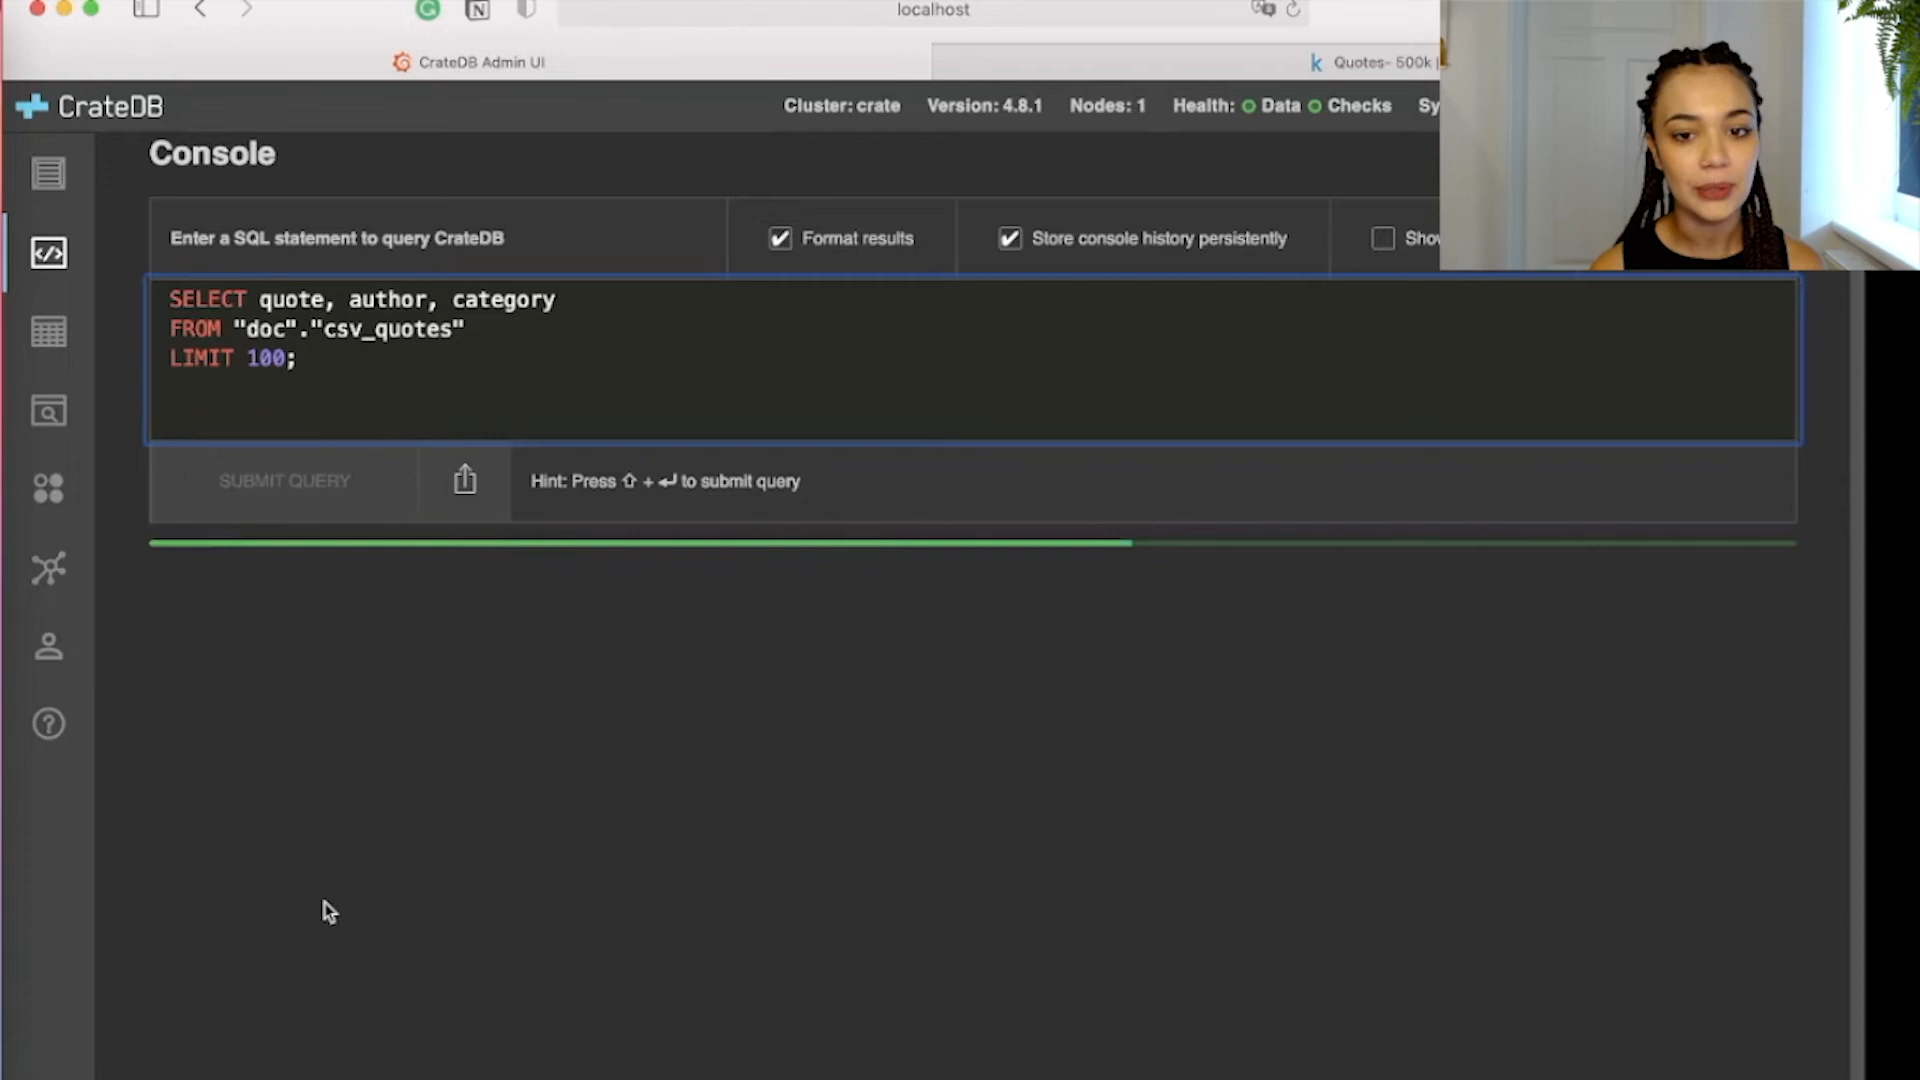 localhost
CrateDB Admin UI
Quotes- 500k
CrateDB
Cluster: crate
Version: 4.8.1
Nodes: 1
Health: Data Checks
Sy
Console
Enter a SQL statement to query CrateDB
Format results
Store console history persistently
Show
SELECT quote, author, category
FROM "doc"."csv_quotes"
LIMIT 100;
SUBMIT QUERY
Hint: Press ⇧ + ↵ to submit query